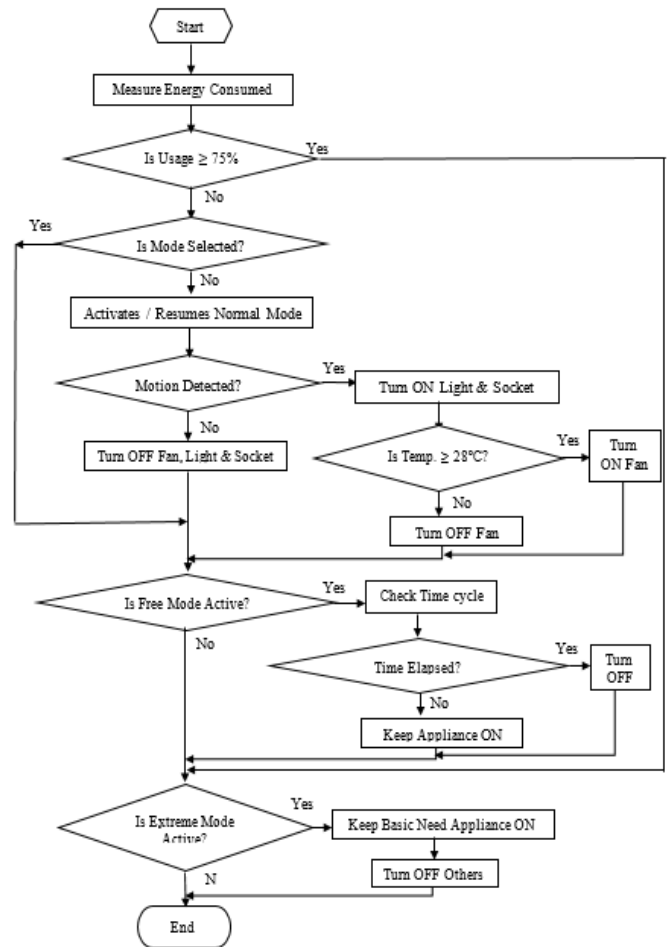 Start
Measure Energy Consumed
Is Usage ≥ 75%
Yes
No
Yes
Is Mode Selected?
No
Activates / Resumes Normal Mode
Motion Detected?
Yes
Turn ON Light & Socket
No
Turn OFF Fan, Light & Socket
Is Temp. ≥ 28°C?
Yes
Turn
ON Fan
No
Turn OFF Fan
Is Free Mode Active?
Yes
Check Time cycle
No
Time Elapsed?
Yes
Turn
OFF
No
Keep Appliance ON
Is Extreme Mode
Active?
Yes
Keep Basic Need Appliance ON
N
Turn OFF Others
End